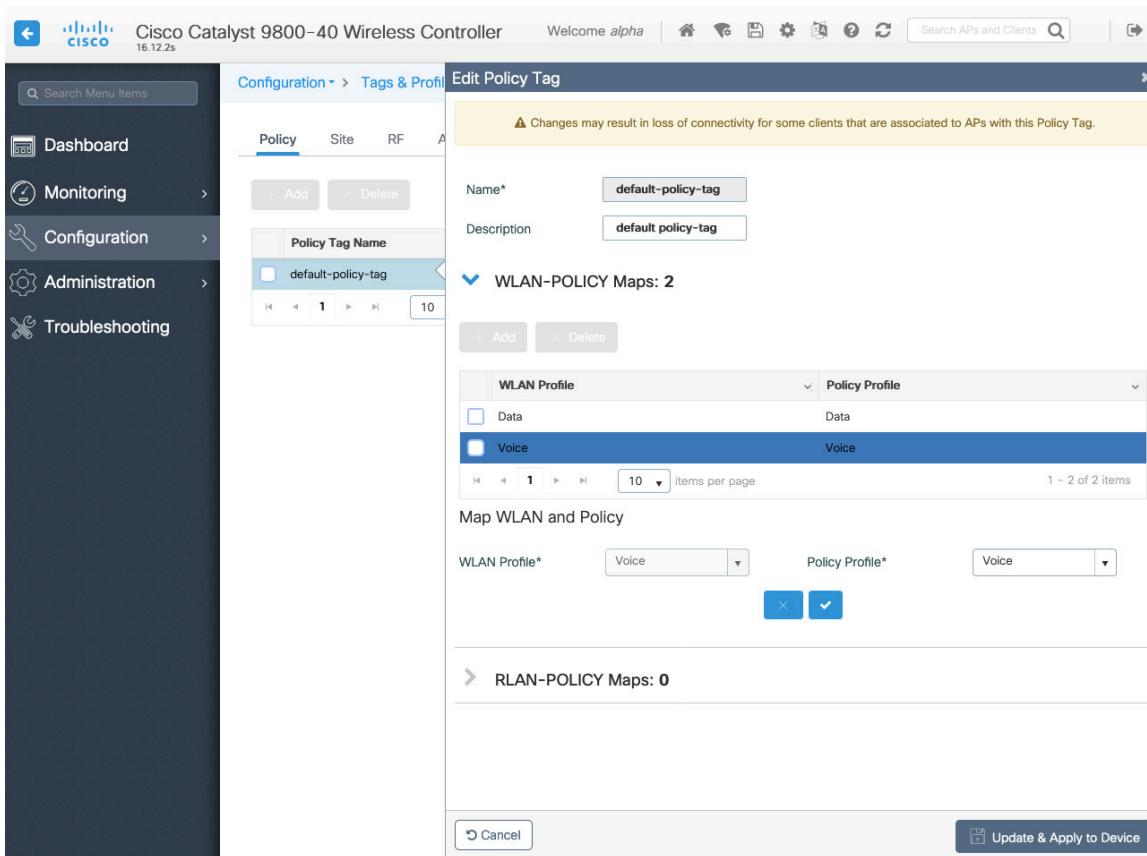 CISCO
Cisco Catalyst 9800-40 Wireless Controller
16.12.2s
Welcome alpha
Search APs and Clients
Search Menu Items
Dashboard
Monitoring
Configuration
Administration
Troubleshooting
Configuration > Tags & Profil
Policy Site RF A
+ Add × Delete
Policy Tag Name
default-policy-tag
1 10
Edit Policy Tag
Changes may result in loss of connectivity for some clients that are associated to APs with this Policy Tag.
Name* default-policy-tag
Description default policy-tag
WLAN-POLICY Maps: 2
+ Add × Delete
WLAN Profile Policy Profile
Data Data
Voice Voice
1 10 items per page 1 - 2 of 2 items
Map WLAN and Policy
WLAN Profile* Voice Policy Profile* Voice
RLAN-POLICY Maps: 0
Cancel Update & Apply to Device